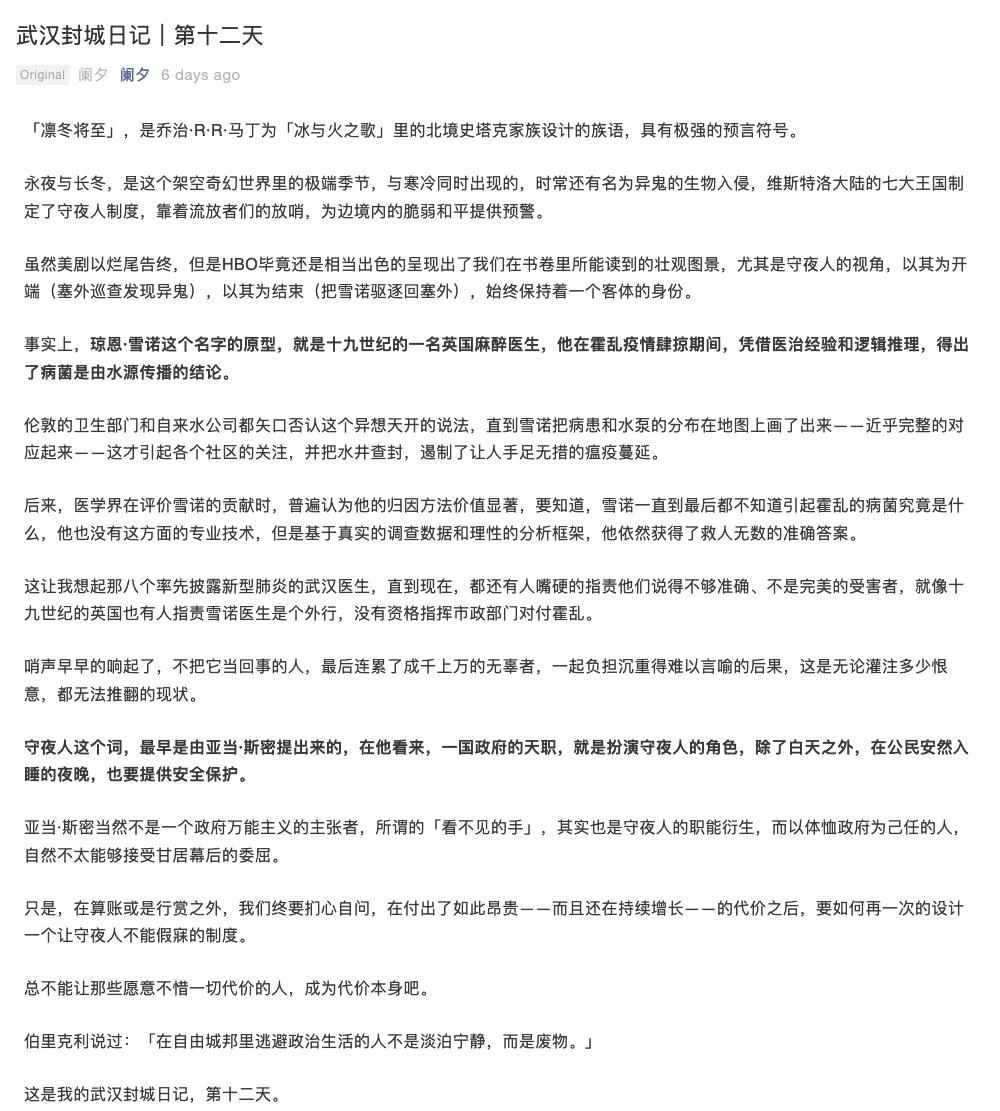 武汉封城日记 | 第十二天
Original 阑夕 阑夕 6 days ago
「凛冬将至」，是乔治·R·R·马丁为「冰与火之歌」里的北境史塔克家族设计的族语，具有极强的预言符号。
永夜与长冬，是这个架空奇幻世界里的极端季节，与寒冷同时出现的，时常还有名为异鬼的生物入侵，维斯特洛大陆的七大王国制
定了守夜人制度，靠着流放者们的放哨，为边境内的脆弱和平提供预警。
虽然美剧以烂尾告终，但是HBO毕竟还是相当出色的呈现出了我们在书卷里所能读到的壮观图景，尤其是守夜人的视角，以其为开
端（塞外巡查发现异鬼），以其为结束（把雪诺驱逐回塞外），始终保持着一个客体的身份。
事实上，琼恩·雪诺这个名字的原型，就是十九世纪的一名英国麻醉医生，他在霍乱疫情肆掠期间，凭借医治经验和逻辑推理，得出
了病菌是由水源传播的结论。
伦敦的卫生部门和自来水公司都矢口否认这个异想天开的说法，直到雪诺把病患和水泵的分布在地图上画了出来——近乎完整的对
应起来——这才引起各个社区的关注，并把水井查封，遏制了让人手足无措的瘟疫蔓延。
后来，医学界在评价雪诺的贡献时，普遍认为他的归因方法价值显著，要知道，雪诺一直到最后都不知道引起霍乱的病菌究竟是什
么，他也没有这方面的专业技术，但是基于真实的调查数据和理性的分析框架，他依然获得了救人无数的准确答案。
这让我想起那八个率先披露新型肺炎的武汉医生，直到现在，都还有人嘴硬的指责他们说得不够准确、不是完美的受害者，就像十
九世纪的英国也有人指责雪诺医生是个外行，没有资格指挥市政部门对付霍乱。
哨声早早的响起了，不把它当回事的人，最后连累了成千上万的无辜者，一起负担沉重得难以言喻的后果，这是无论灌注多少恨
意，都无法推翻的现状。
守夜人这个词，最早是由亚当·斯密提出来的，在他看来，一国政府的天职，就是扮演守夜人的角色，除了白天之外，在公民安然入
睡的夜晚，也要提供安全保护。
亚当·斯密当然不是一个政府万能主义的主张者，所谓的「看不见的手」，其实也是守夜人的职能衍生，而以体恤政府为己任的人，
自然不太能够接受甘居幕后的委屈。
只是，在算账或是行赏之外，我们终要扪心自问，在付出了如此昂贵——而且还在持续增长——的代价之后，要如何再一次的设计
一个让守夜人不能假寐的制度。
总不能让那些愿意不惜一切代价的人，成为代价本身吧。
伯里克利说过：「在自由城邦里逃避政治生活的人不是淡泊宁静，而是废物。」
这是我的武汉封城日记，第十二天。